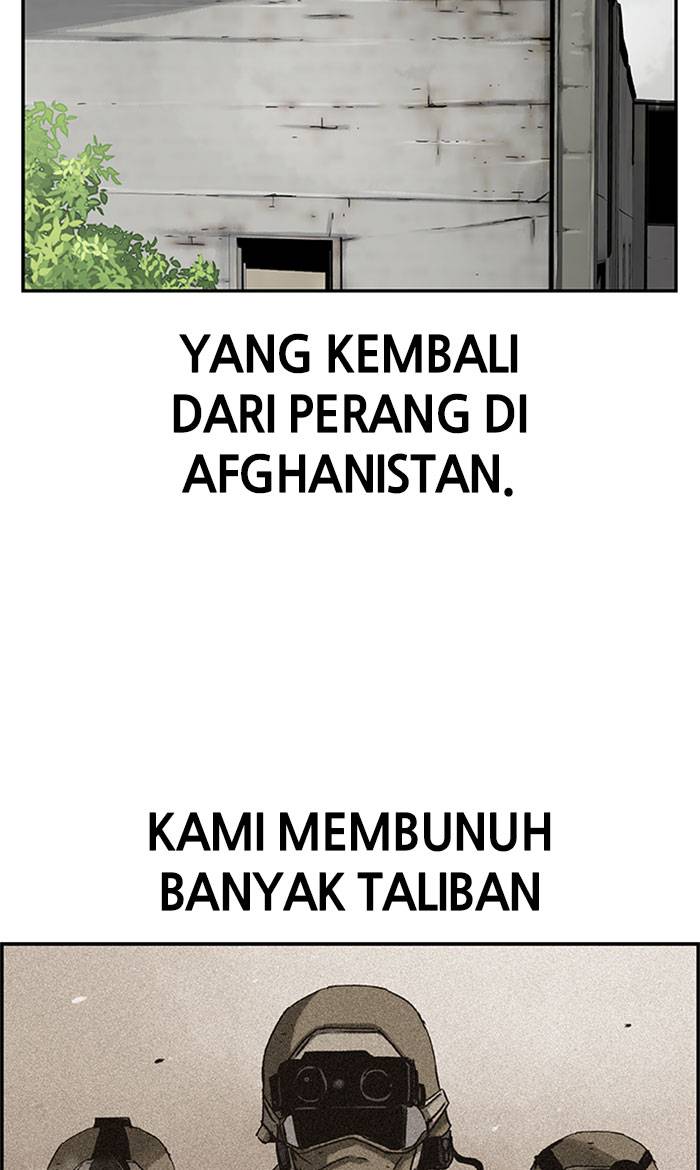 YANG KEMBALI
DARI PERANG DI
AFGHANISTAN.
KAMI MEMBUNUH
BANYAK TALIBAN